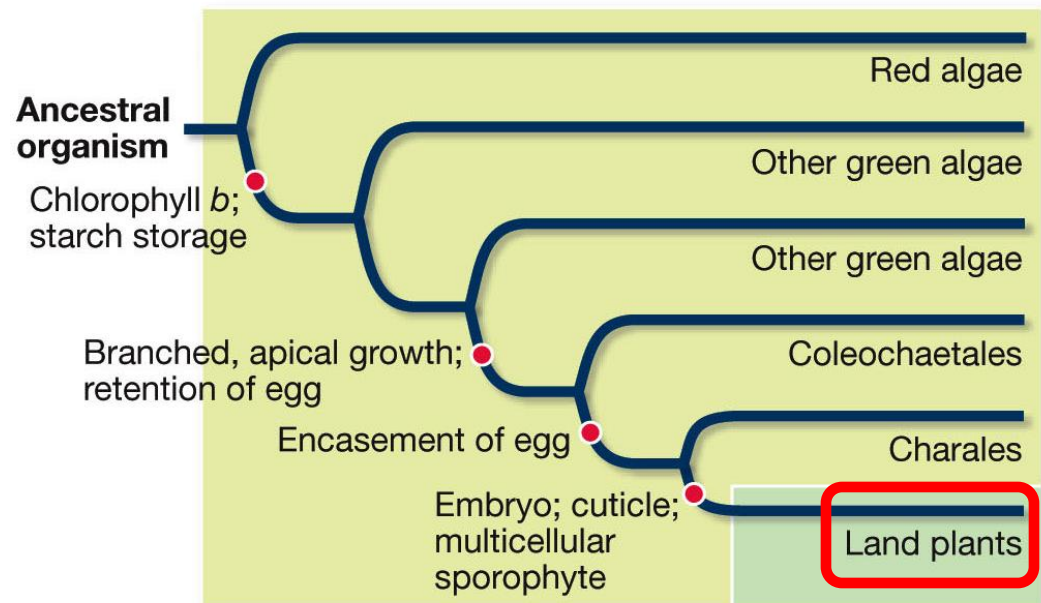 Red algae
Ancestral
organism
Other green algae
Chlorophyll b;
starch storage
Other green algae
Branched, apical growth;
retention of egg
Coleochaetales
Encasement of egg
Charales
Embryo; cuticle;
multicellular
sporophyte
Land plants